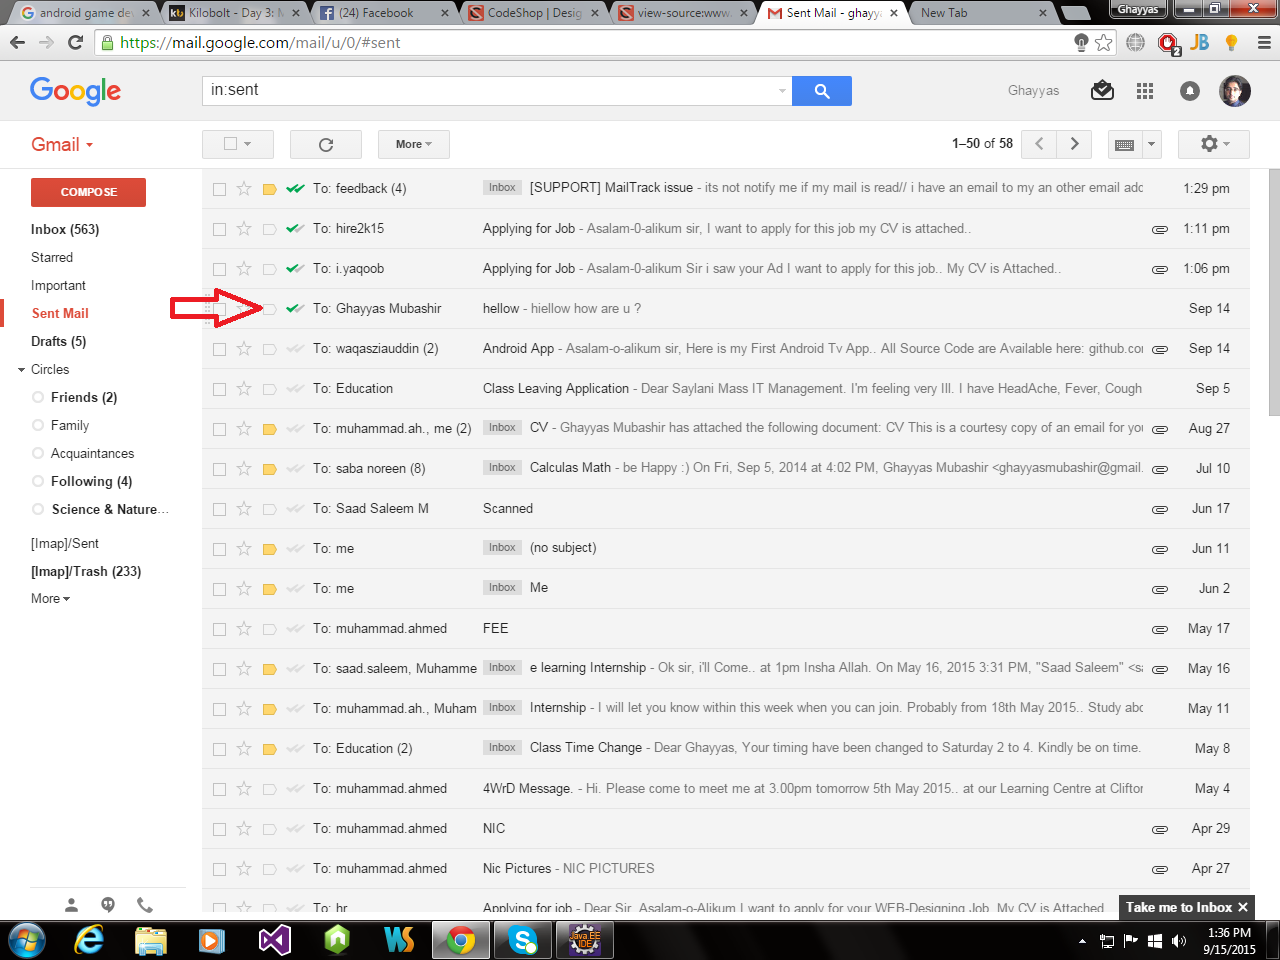 android game dev
Kilobolt - Day 3: M
(24) Facebook
CodeShop | Desig
view-source:www.
Sent Mail - ghayya
New Tab
Ghayyas
https://mail.google.com/mail/u/0/#sent
2
JB
Google
in:sent
Ghayyas
Gmail
More
1–50 of 58
COMPOSE
Inbox (563)
Starred
Important
Sent Mail
Drafts (5)
Circles
Friends (2)
Family
Acquaintances
Following (4)
Science & Nature...
[Imap]/Sent
[Imap]/Trash (233)
More
To: feedback (4) Inbox [SUPPORT] MailTrack issue - its not notify me if my mail is read// i have an email to my an other email adc 1:29 pm
To: hire2k15 Applying for Job - Asalam-0-alikum sir, I want to apply for this job my CV is attached.. 1:11 pm
To: i.yaqoob Applying for Job - Asalam-0-alikum Sir i saw your Ad I want to apply for this job.. My CV is Attached.. 1:06 pm
To: Ghayyas Mubashir hellow - hiellow how are u ? Sep 14
To: waqasziauddin (2) Android App - Asalam-o-alikum sir, Here is my First Android Tv App.. All Source Code are Available here: github.cor Sep 14
To: Education Class Leaving Application - Dear Saylani Mass IT Management. I'm feeling very Ill. I have HeadAche, Fever, Cough Sep 5
To: muhammad.ah., me (2) Inbox CV - Ghayyas Mubashir has attached the following document: CV This is a courtesy copy of an email for you Aug 27
To: saba noreen (8) Inbox Calculas Math - be Happy :) On Fri, Sep 5, 2014 at 4:02 PM, Ghayyas Mubashir <ghayyasmubashir@gmail. Jul 10
To: Saad Saleem M Scanned Jun 17
To: me Inbox (no subject) Jun 11
To: me Inbox Me Jun 2
To: muhammad.ahmed FEE May 17
To: saad.saleem, Muhamme Inbox e learning Internship - Ok sir, i'll Come.. at 1pm Insha Allah. On May 16, 2015 3:31 PM, "Saad Saleem" <sa May 16
To: muhammad.ah., Muham Inbox Internship - I will let you know within this week when you can join. Probably from 18th May 2015.. Study abo May 11
To: Education (2) Inbox Class Time Change - Dear Ghayyas, Your timing have been changed to Saturday 2 to 4. Kindly be on time. May 8
To: muhammad.ahmed 4WrD Message. - Hi. Please come to meet me at 3.00pm tomorrow 5th May 2015.. at our Learning Centre at Clifton May 4
To: muhammad.ahmed NIC Apr 29
To: muhammad.ahmed Nic Pictures - NIC PICTURES Apr 27
To: hr Applying for job - Dear Sir, Asalam-o-Alikum I want to apply for your WEB-Designing Job. My CV is Attached
Take me to Inbox
Java EE
IDE
1:36 PM
9/15/2015